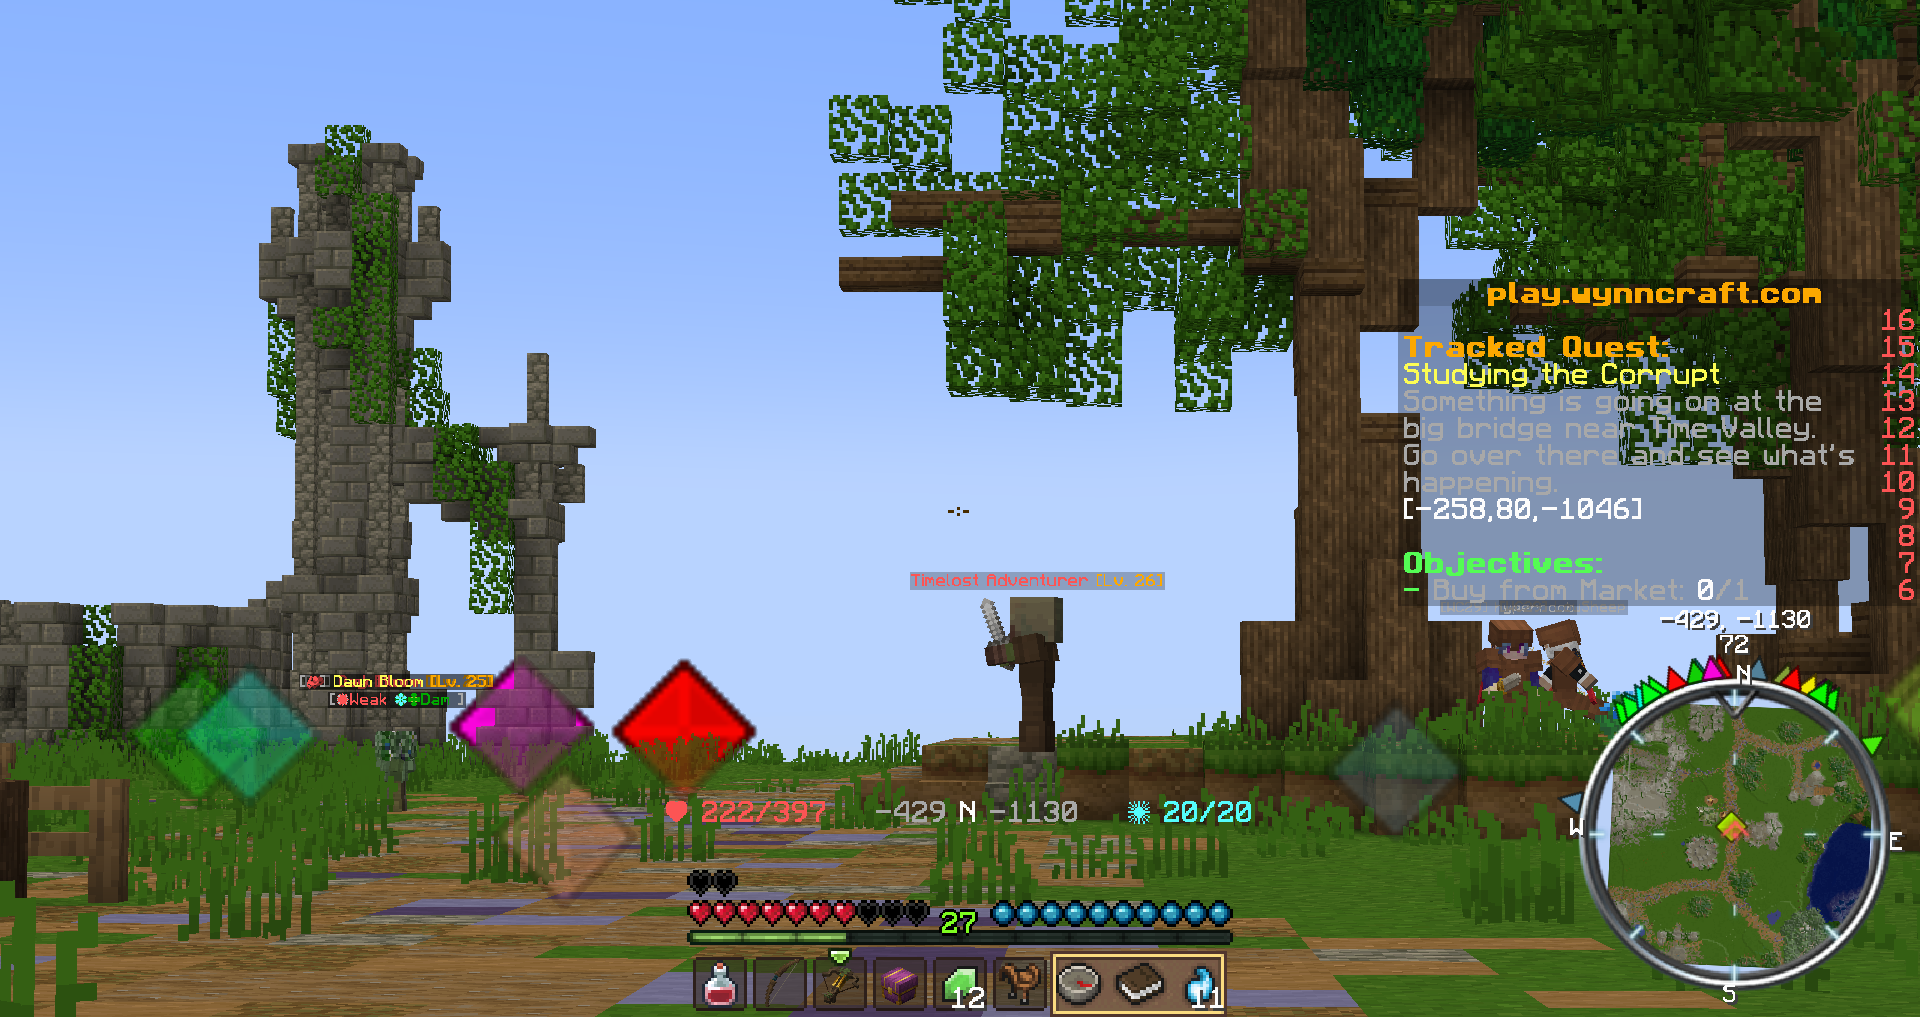 play.wynncraft.com
16
Tracked Quest:
15
Studying the Corrupt
14
Something is going on at the
13
big bridge near Time Valley.
12
Go over there and see what's
11
happening.
10
[-258,80,-1046]
9
8
Objectives:
7
- Buy from Market: 0/1
6
Timelost Adventurer [Lv. 26]
-429, -1130
72
N
Dawn Bloom [Lv. 25]
Weak Dam
222/397
-429 N -1130
20/20
W
E
S
27
12
11